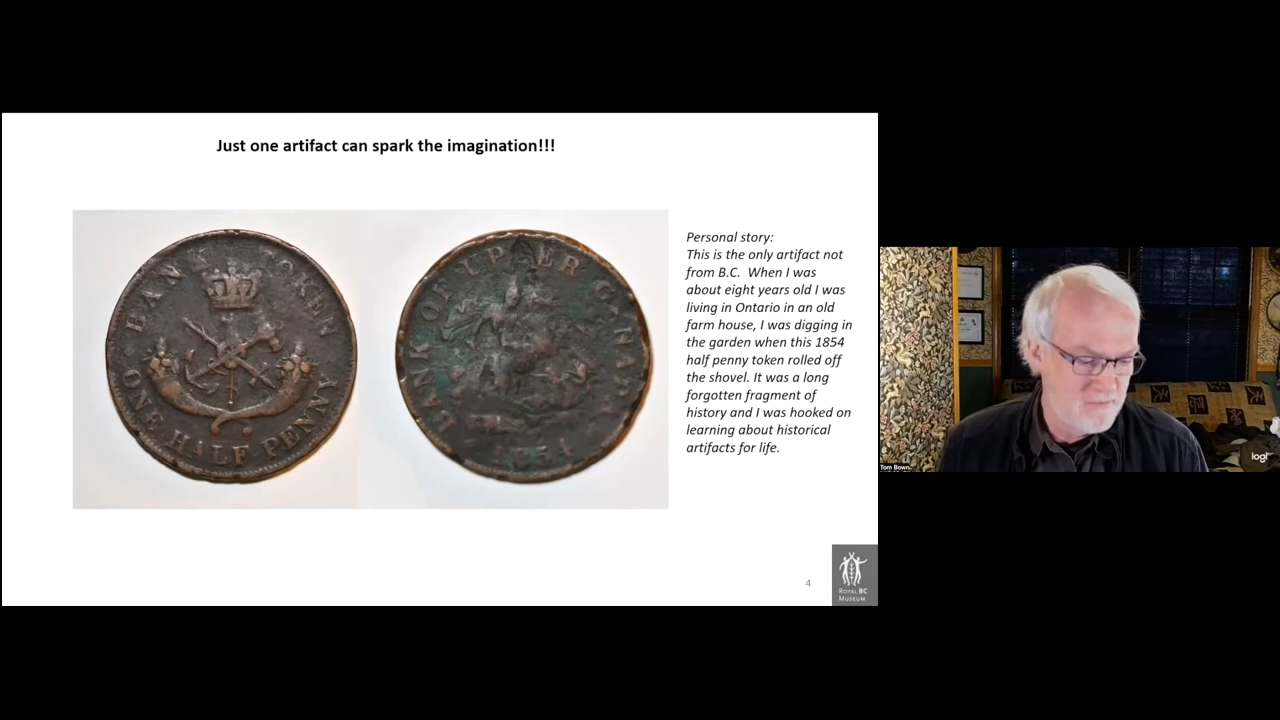 Just one artifact can spark the imagination!!!
BANK TOKEN
ONE HALF-PENNY
BANK OF UPPER CANADA
1854
Personal story:
This is the only artifact not
from B.C.  When I was
about eight years old I was
living in Ontario in an old
farm house, I was digging in
the garden when this 1854
half penny token rolled off
the shovel. It was a long
forgotten fragment of
history and I was hooked on
learning about historical
artifacts for life.
4
ROYAL BC
MUSEUM
Tom Bown
logi